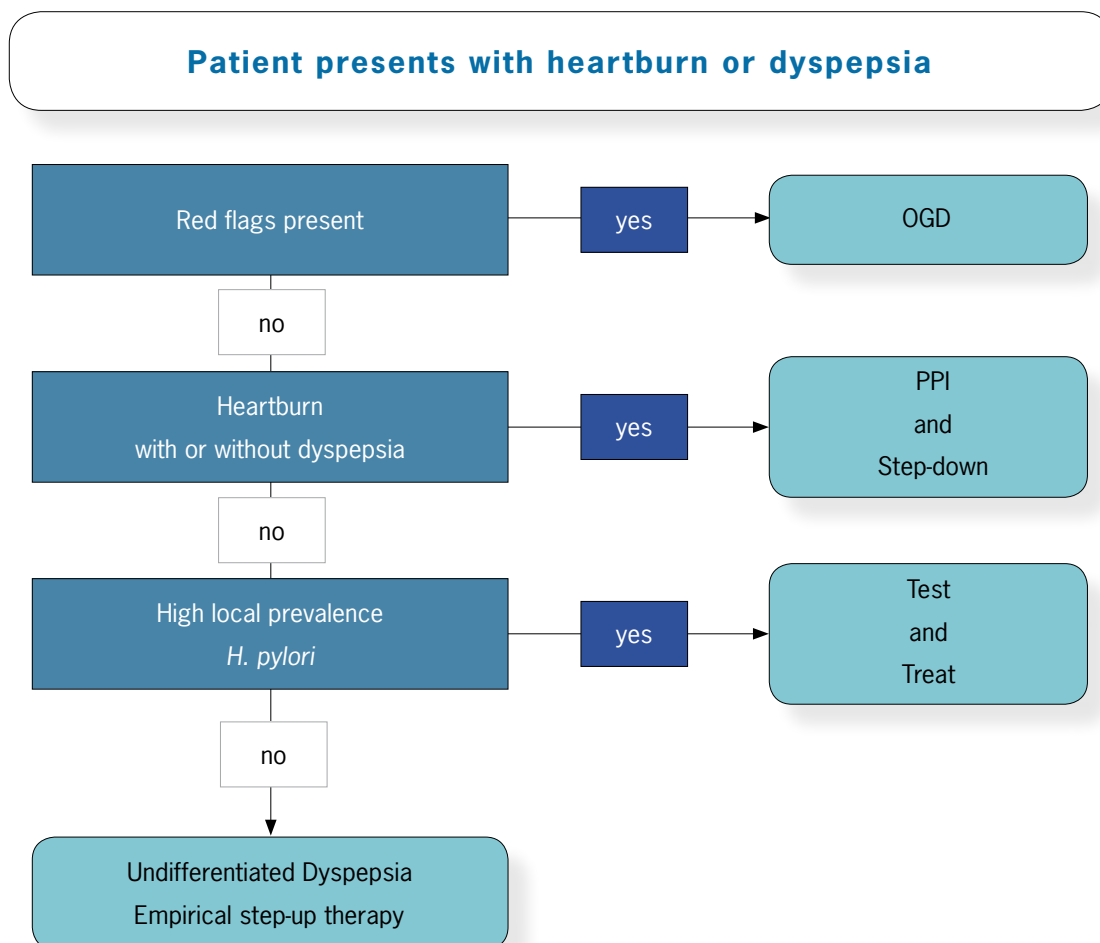 Patient presents with heartburn or dyspepsia
Red flags present
yes
OGD
no
Heartburn
with or without dyspepsia
yes
PPI
and
Step-down
no
High local prevalence
H. pylori
yes
Test
and
Treat
no
Undifferentiated Dyspepsia
Empirical step-up therapy